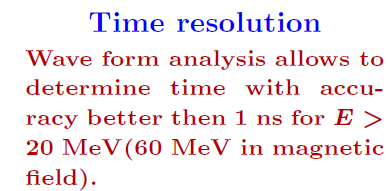 Time resolution
Wave form analysis allows to
determine time with accu-
racy better then 1 ns for E >
20 MeV(60 MeV in magnetic
field).